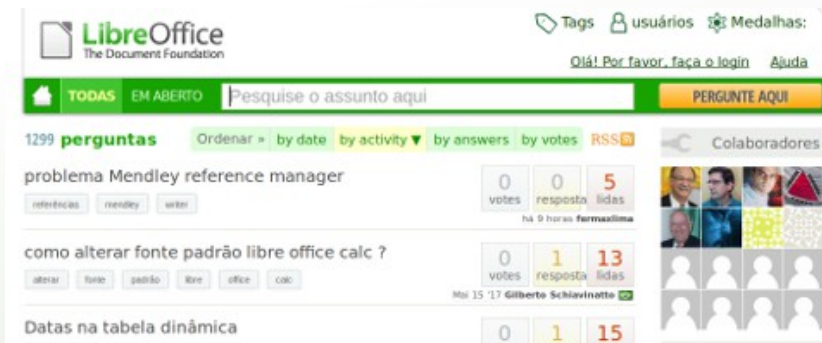 LibreOffice
The Document Foundation
Tags usuários Medalhas:
Olá! Por favor, faça o login Ajuda
TODAS EM ABERTO Pesquise o assunto aqui PERGUNTE AQUI
1299 perguntas Ordenar » by date by activity ▼ by answers by votes RSS
Colaboradores
problema Mendley reference manager
0 0 5
votes resposta lidas
referências mendley writer
há 9 horas fermaxlima
como alterar fonte padrão libre office calc ?
0 1 13
votes resposta lidas
alterar fonte padrão libre office calc
Mai 15 '17 Gilberto Schiavinatto
Datas na tabela dinâmica
0 1 15